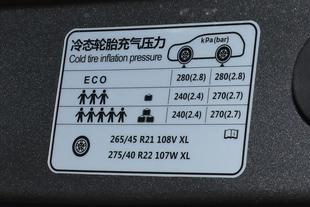 冷态轮胎充气压力
Cold tire inflation pressure
kPa(bar)
ECO 280(2.8) 280(2.8)
240(2.4) 270(2.7)
240(2.4) 270(2.7)
265/45 R21 108V XL
275/40 R22 107W XL